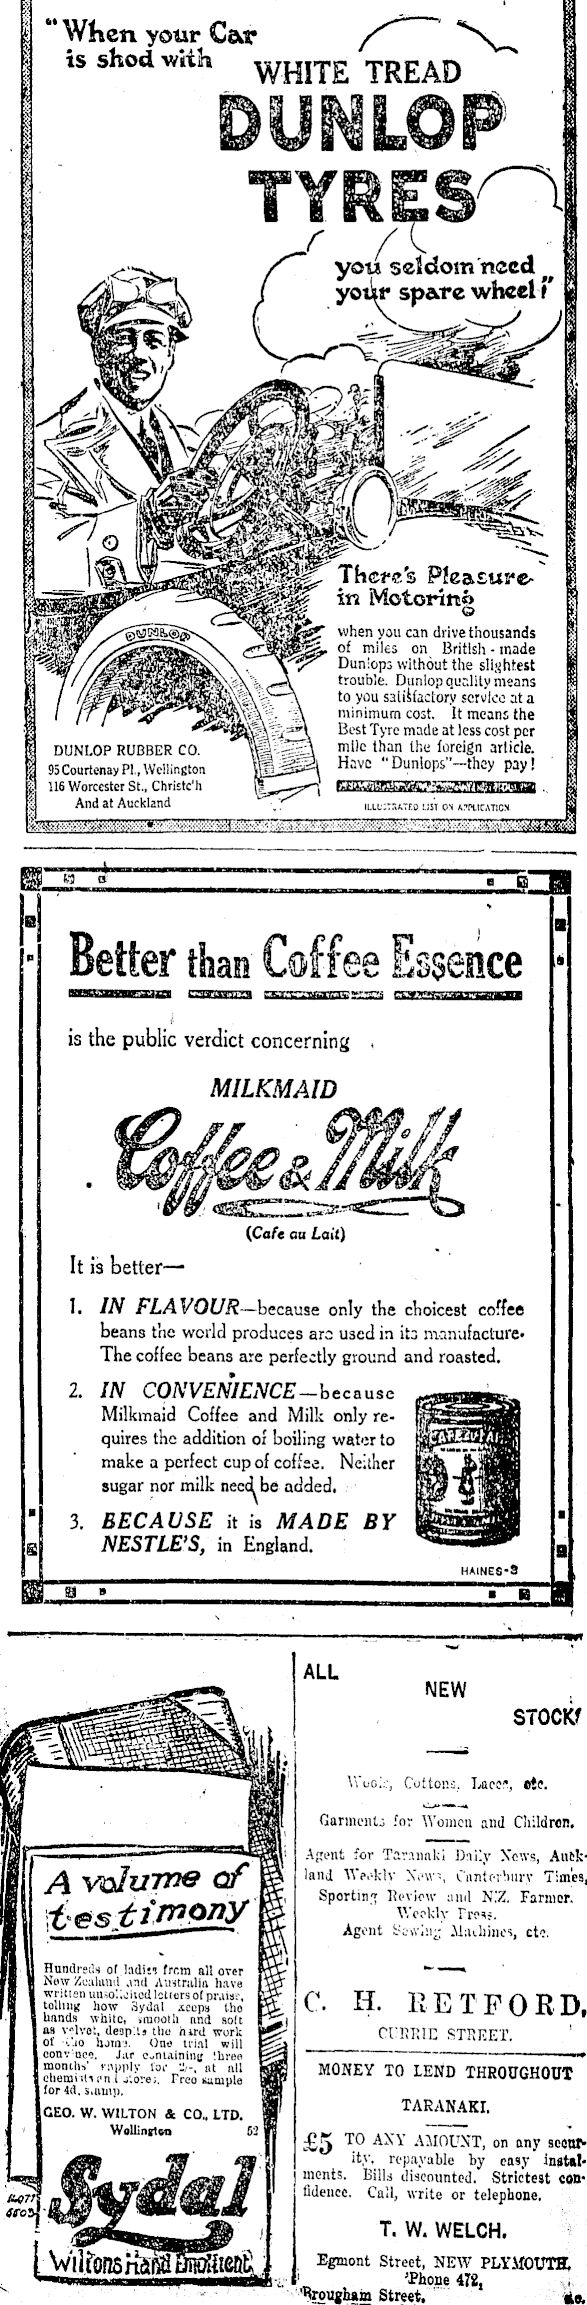 "When your Car
is shod with
WHITE TREAD
DUNLOP
TYRES
you seldom need
your spare wheel!"
There's Pleasure
in Motoring
when you can drive thousands
of miles on British-made
Dunlops without the slightest
trouble. Dunlop quality means
to you satisfactory service at a
minimum cost. It means the
Best Tyre made at less cost per
mile than the foreign article.
Have "Dunlops"—they pay!
ILLUSTRATED LIST ON APPLICATION
DUNLOP
DUNLOP RUBBER CO.
95 Courtenay Pl., Wellington
116 Worcester St., Christc'h
And at Auckland
Better than Coffee Essence
is the public verdict concerning
MILKMAID
Coffee & Milk
(Cafe au Lait)
It is better—
1. IN FLAVOUR—because only the choicest coffee
beans the world produces are used in its manufacture.
The coffee beans are perfectly ground and roasted.
2. IN CONVENIENCE—because
Milkmaid Coffee and Milk only re-
quires the addition of boiling water to
make a perfect cup of coffee. Neither
sugar nor milk need be added.
3. BECAUSE it is MADE BY
NESTLE'S, in England.
CAFE AU LAIT
HAINES-3
A volume of
testimony
Hundreds of ladies from all over
New Zealand and Australia have
written unsolicited letters of praise,
telling how Sydal keeps the
hands white, smooth and soft
as velvet, despite the hard work
of the home. One trial will
convince. Jar containing three
months' supply for 2/-, at all
chemists and stores. Free sample
for 4d. stamp.
GEO. W. WILTON & CO., LTD.
Wellington 52
Sydal
Wilton's Hand Emollient
ALL
NEW
STOCK!
Wools, Cottons, Laces, etc.
Garments for Women and Children.
Agent for Taranaki Daily News, Auck-
land Weekly News, Canterbury Times,
Sporting Review and N.Z. Farmer.
Weekly Press.
Agent Sewing Machines, etc.
C. H. RETFORD,
CURRIE STREET.
MONEY TO LEND THROUGHOUT
TARANAKI.
£5 TO ANY AMOUNT, on any secur-
ity, repayable by easy instal-
ments. Bills discounted. Strictest con-
fidence. Call, write or telephone.
T. W. WELCH.
Egmont Street, NEW PLYMOUTH.
'Phone 472,
Brougham Street.